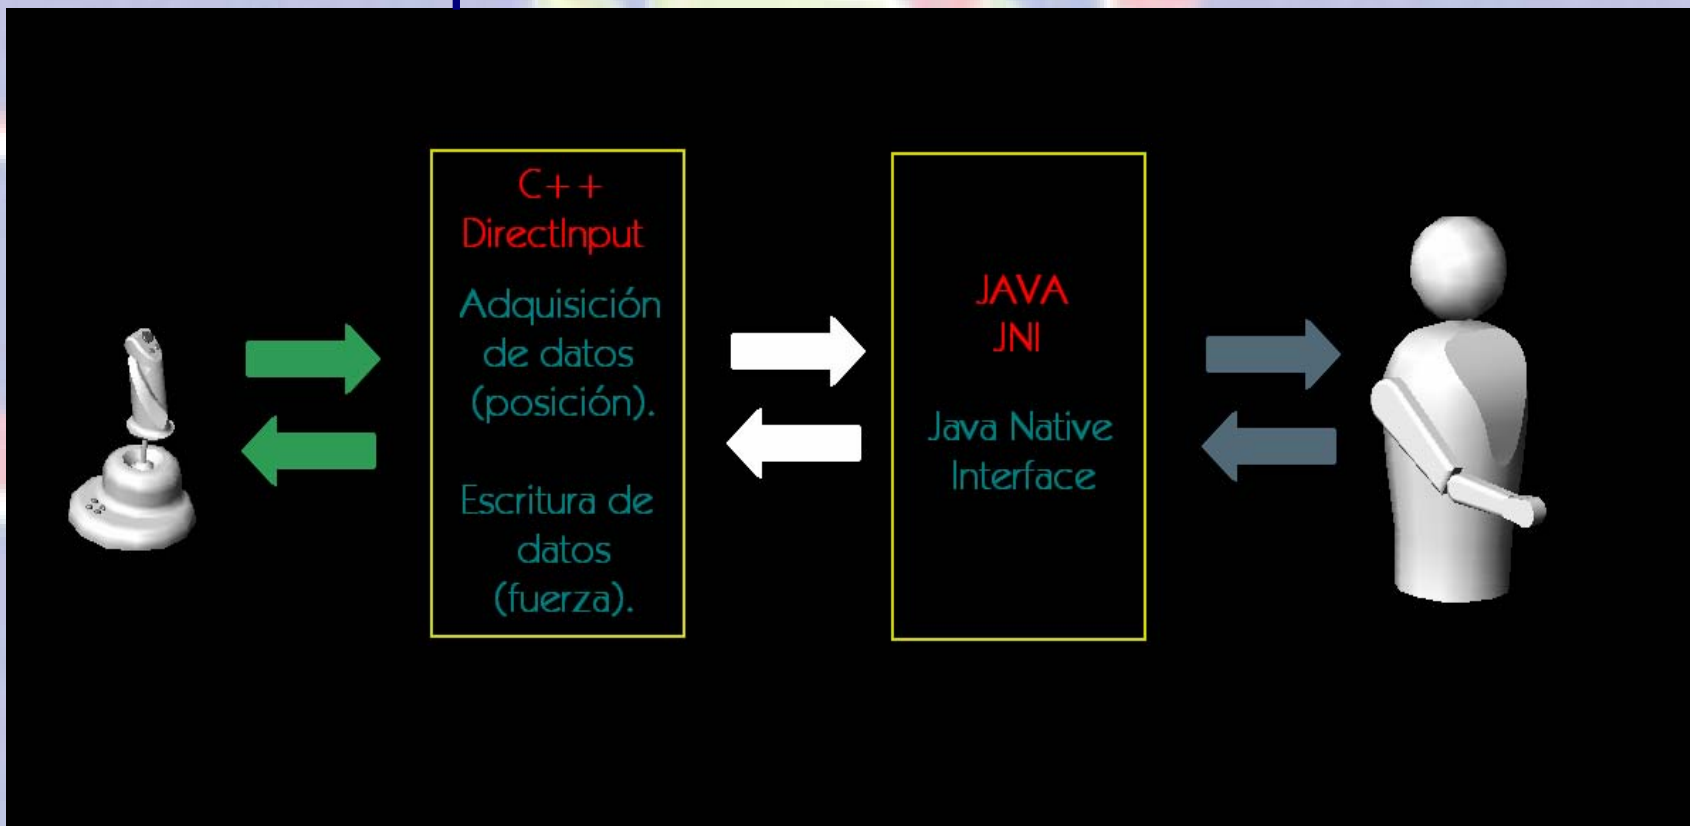 C++
DirectInput
Adquisición
de datos
(posición).
Escritura de
datos
(fuerza).
JAVA
JNI
Java Native
Interface